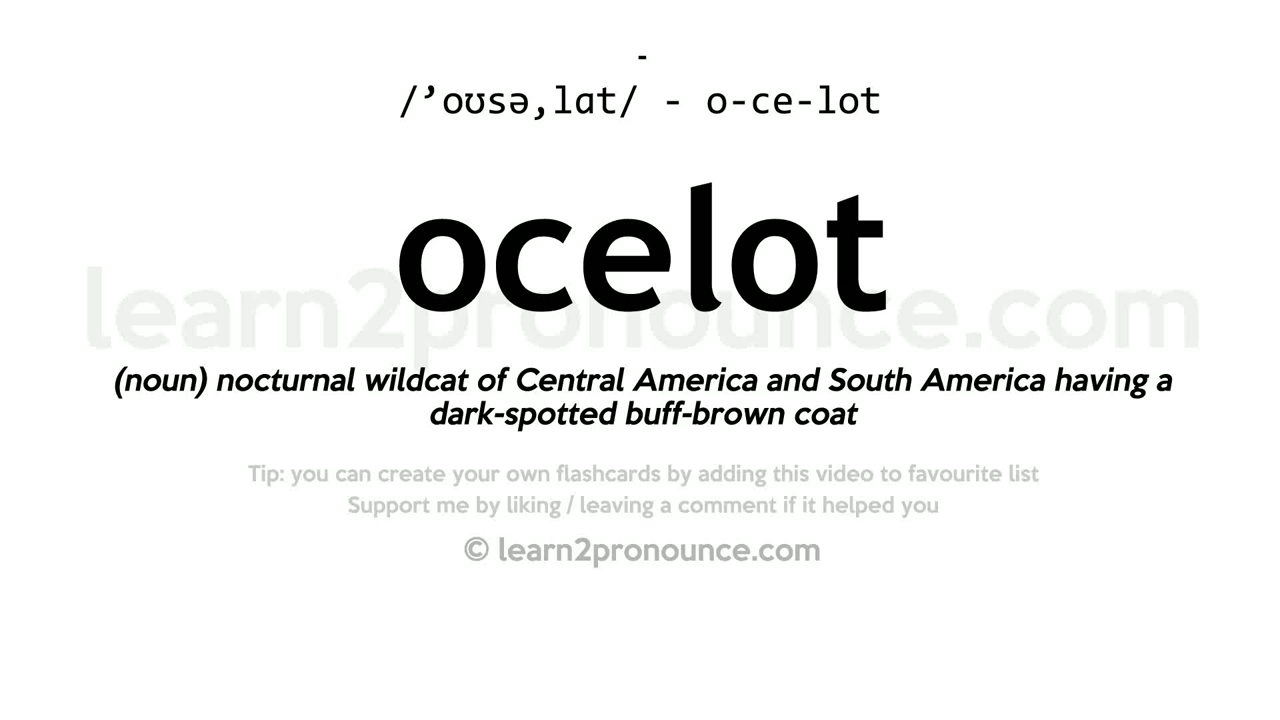 -
/’oʊsə,lɑt/ - o-ce-lot
ocelot
learn2pronounce.com
(noun) nocturnal wildcat of Central America and South America having a
dark-spotted buff-brown coat
Tip: you can create your own flashcards by adding this video to favourite list
Support me by liking / leaving a comment if it helped you
© learn2pronounce.com